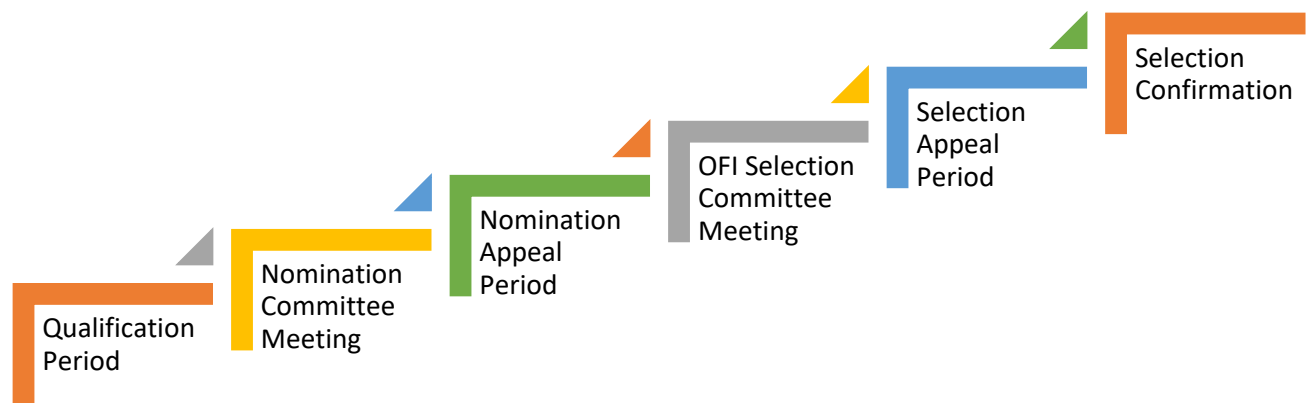 Qualification
Period
Nomination
Committee
Meeting
Nomination
Appeal
Period
OFI Selection
Committee
Meeting
Selection
Appeal
Period
Selection
Confirmation